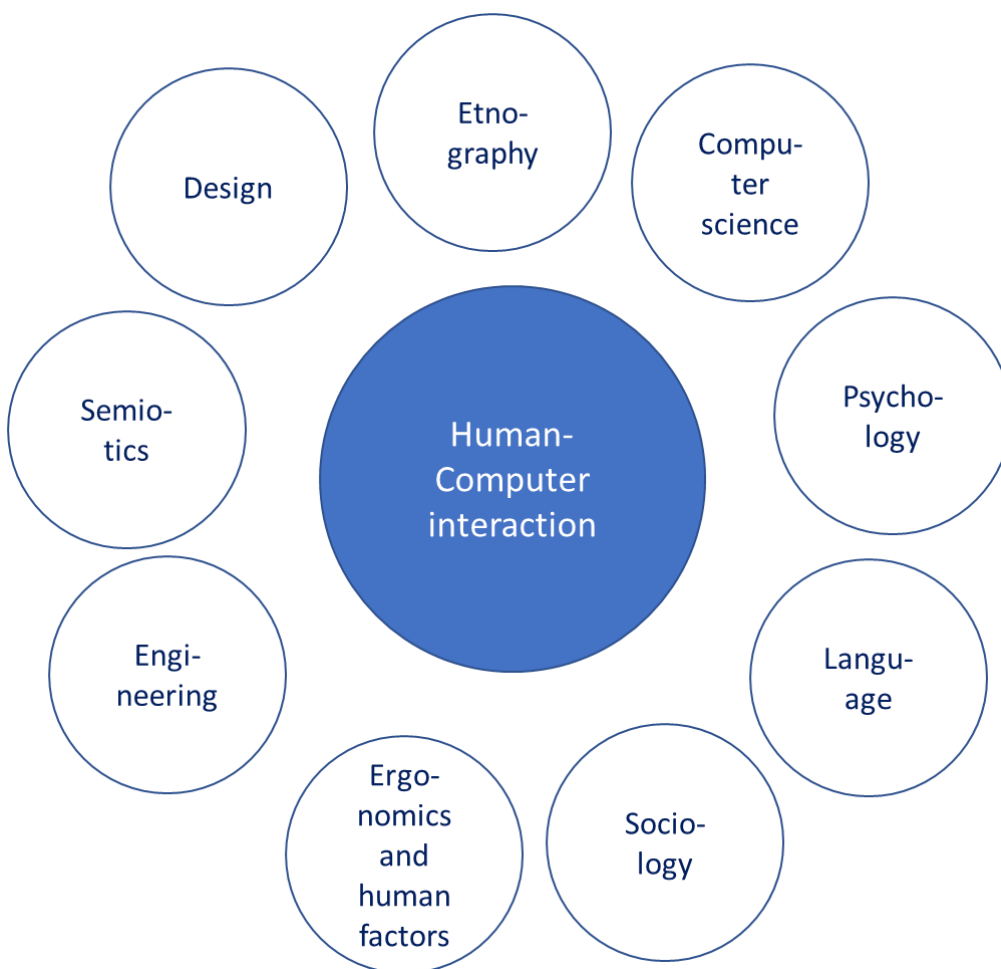 Etno-
graphy
Compu-
ter
science
Design
Psycho-
logy
Semio-
tics
Human-
Computer
interaction
Langu-
age
Engi-
neering
Ergo-
nomics
and
human
factors
Socio-
logy